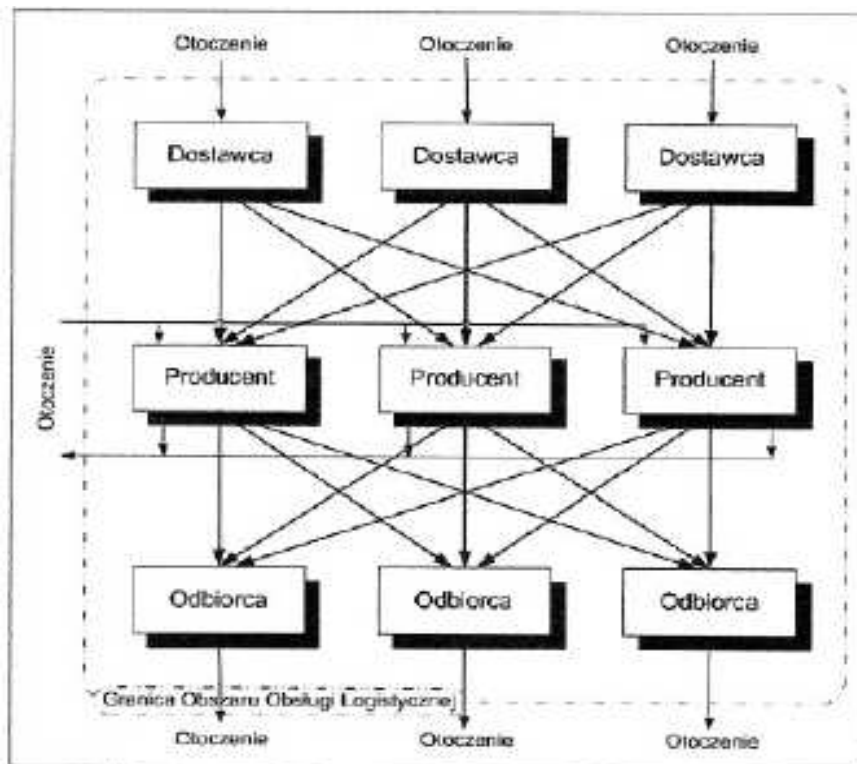 Otoczenie Otoczenie Otoczenie
Dostawca Dostawca Dostawca
Otoczenie
Producent Producent Producent
Odbiorca Odbiorca Odbiorca
Granica Obszaru Obsługi Logistycznej
Otoczenie Otoczenie Otoczenie